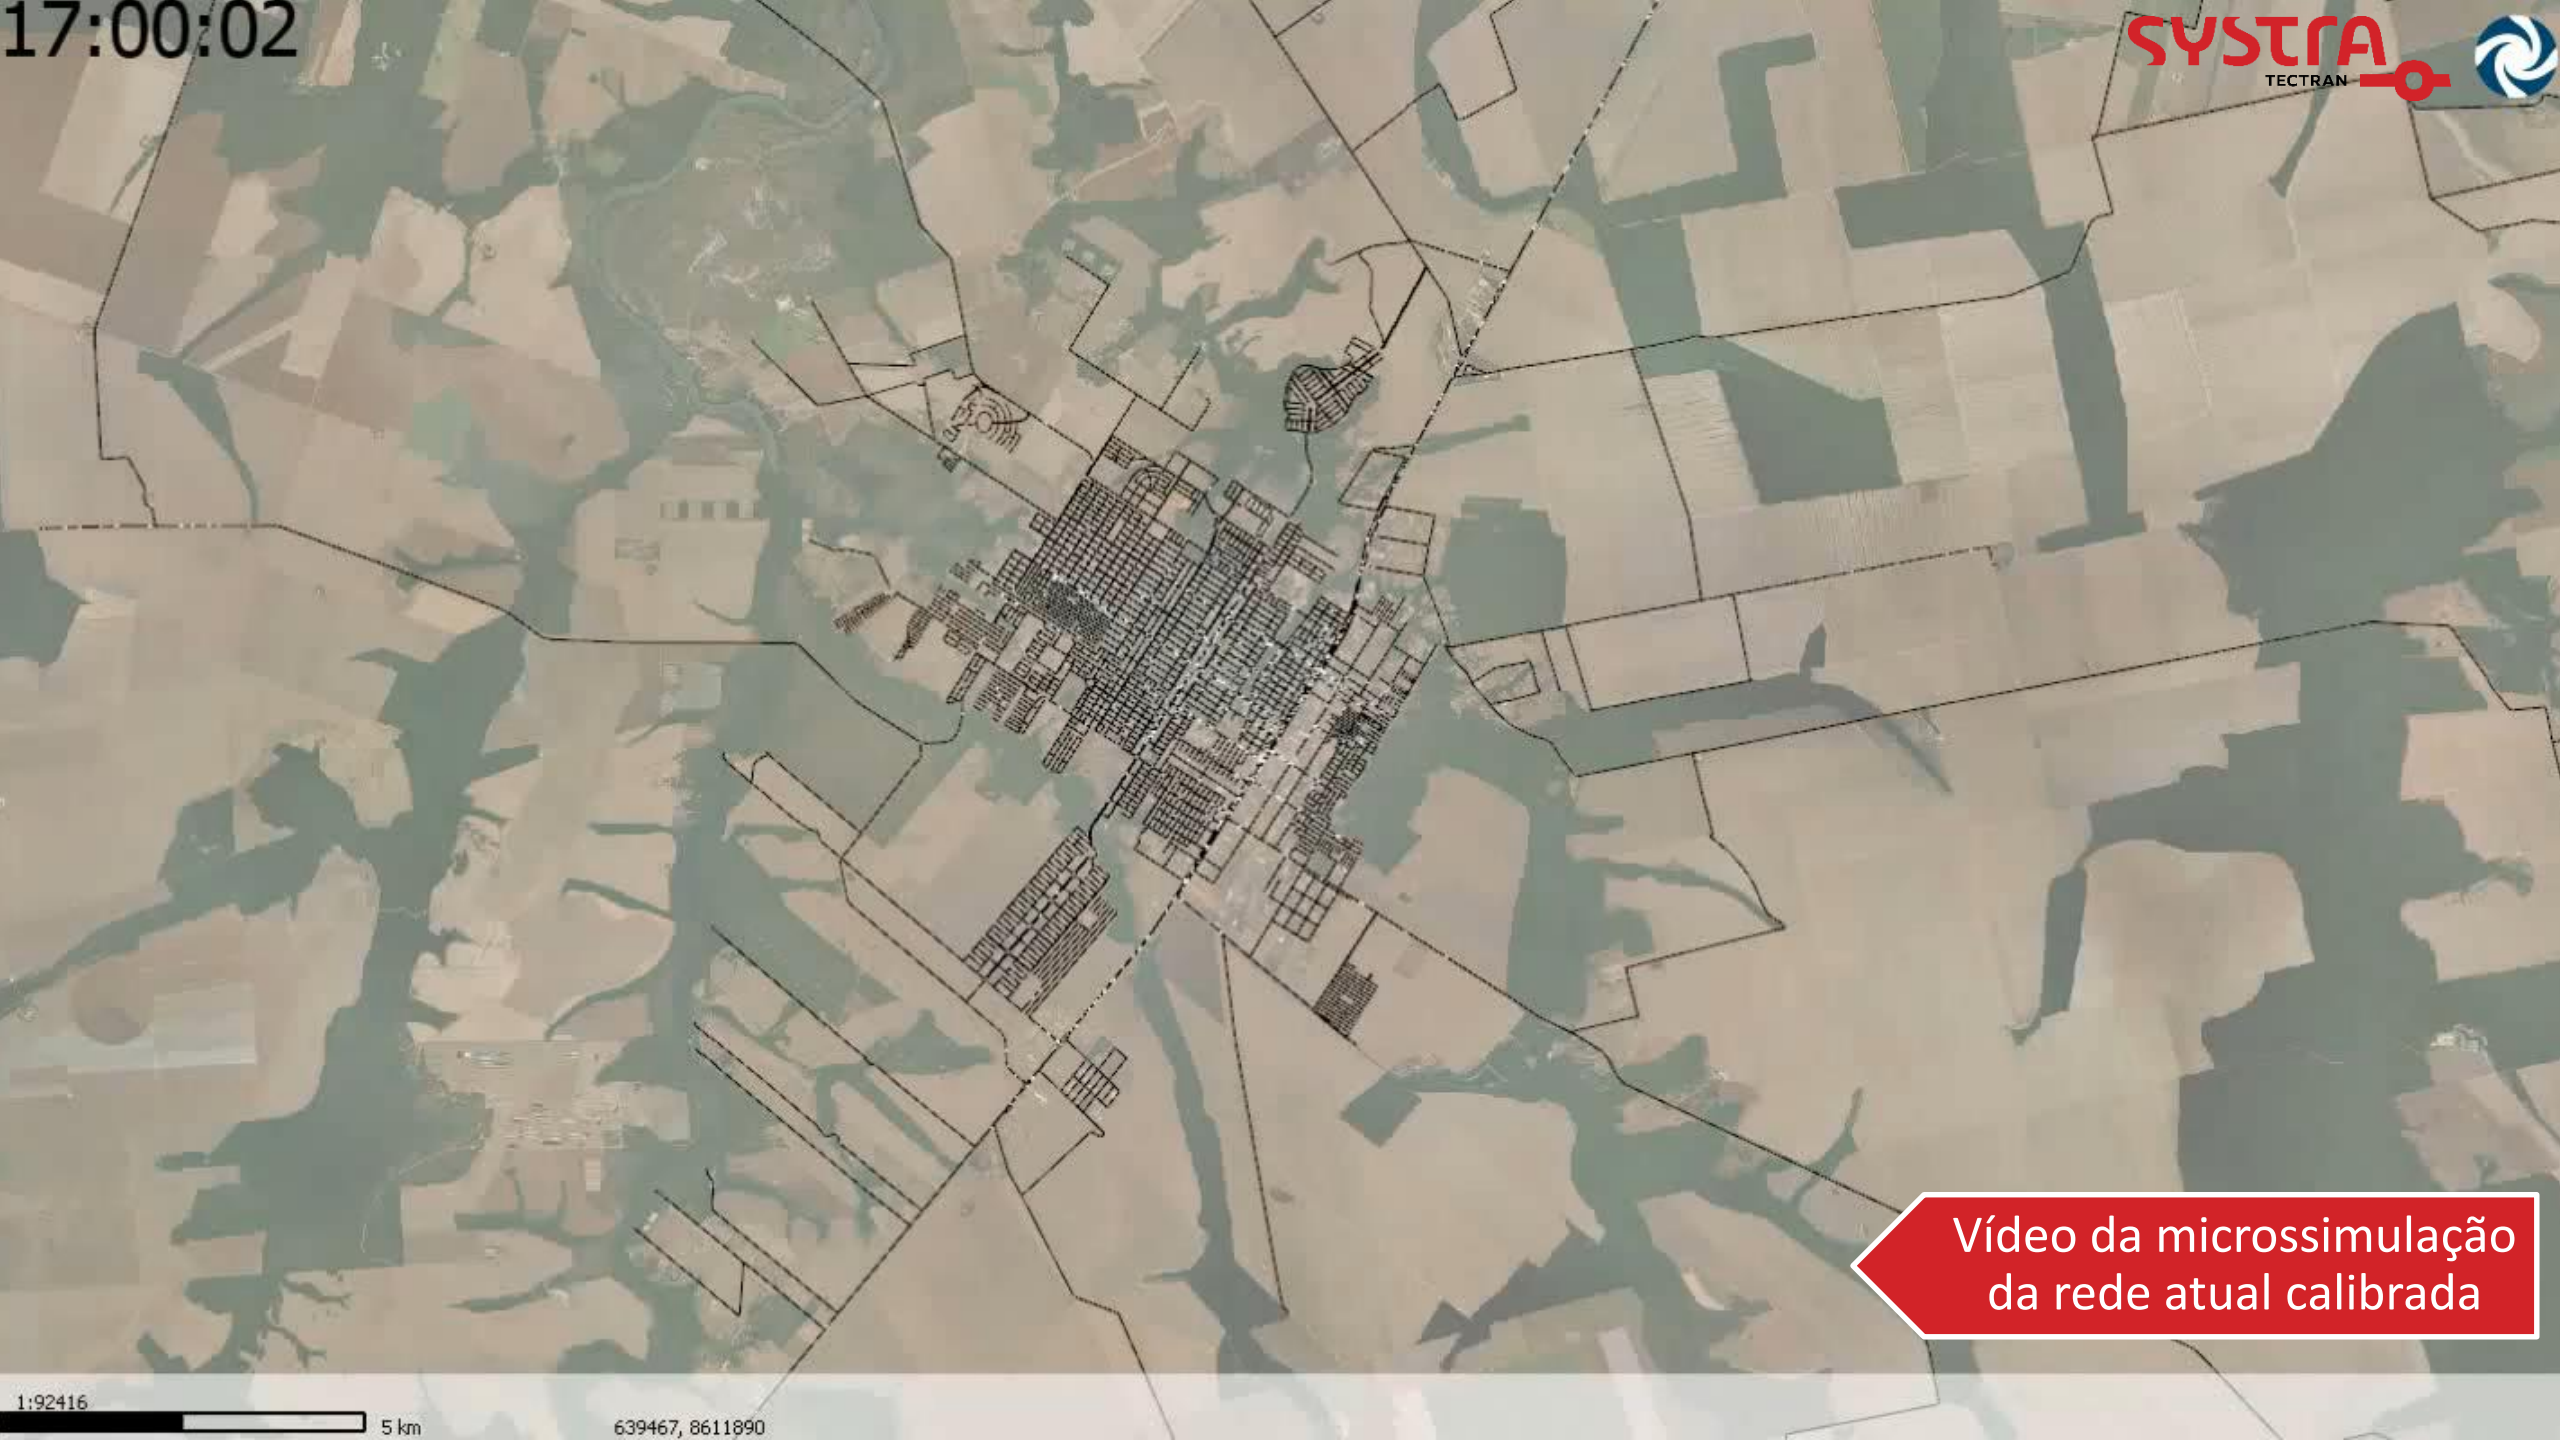 17:00:02
SYSTRA
TECTRAN
Vídeo da microssimulação
da rede atual calibrada
1:92416
5 km
639467, 8611890